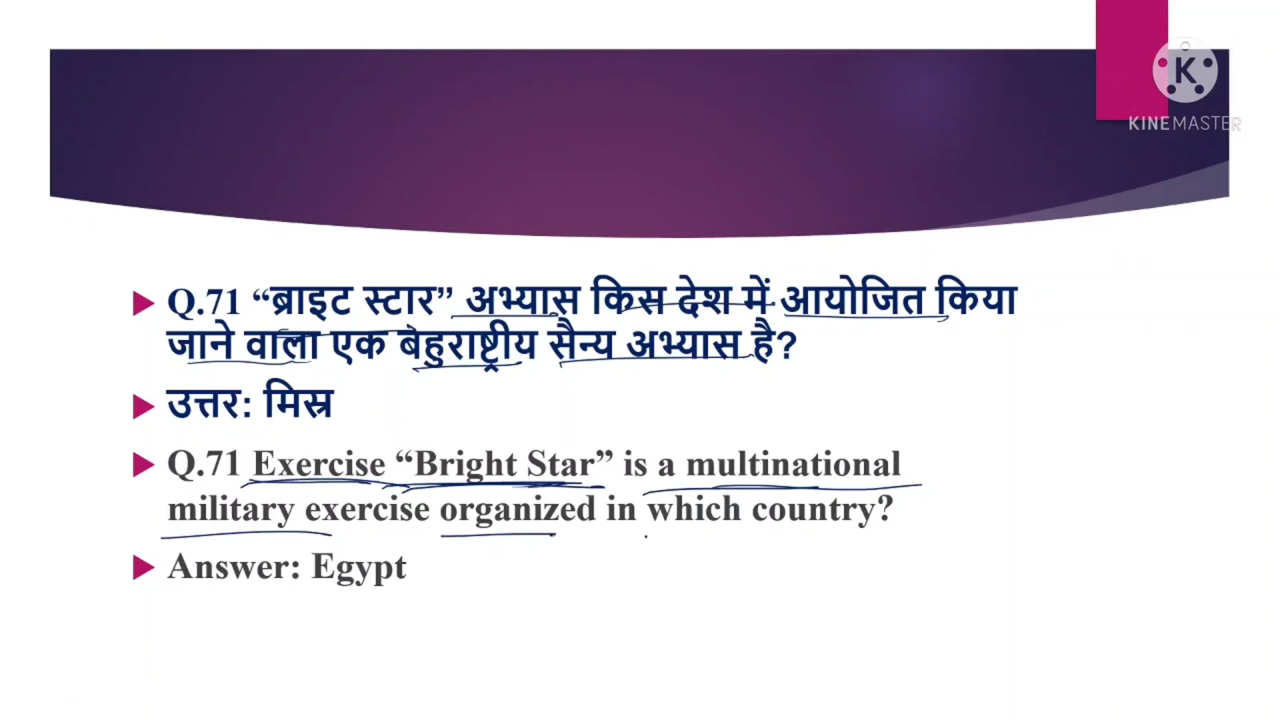 KINEMASTER
Q.71 “ब्राइट स्टार” अभ्यास किस देश में आयोजित किया
जाने वाला एक बहुराष्ट्रीय सैन्य अभ्यास है?
उत्तर: मिस्र
Q.71 Exercise “Bright Star” is a multinational
military exercise organized in which country?
Answer: Egypt